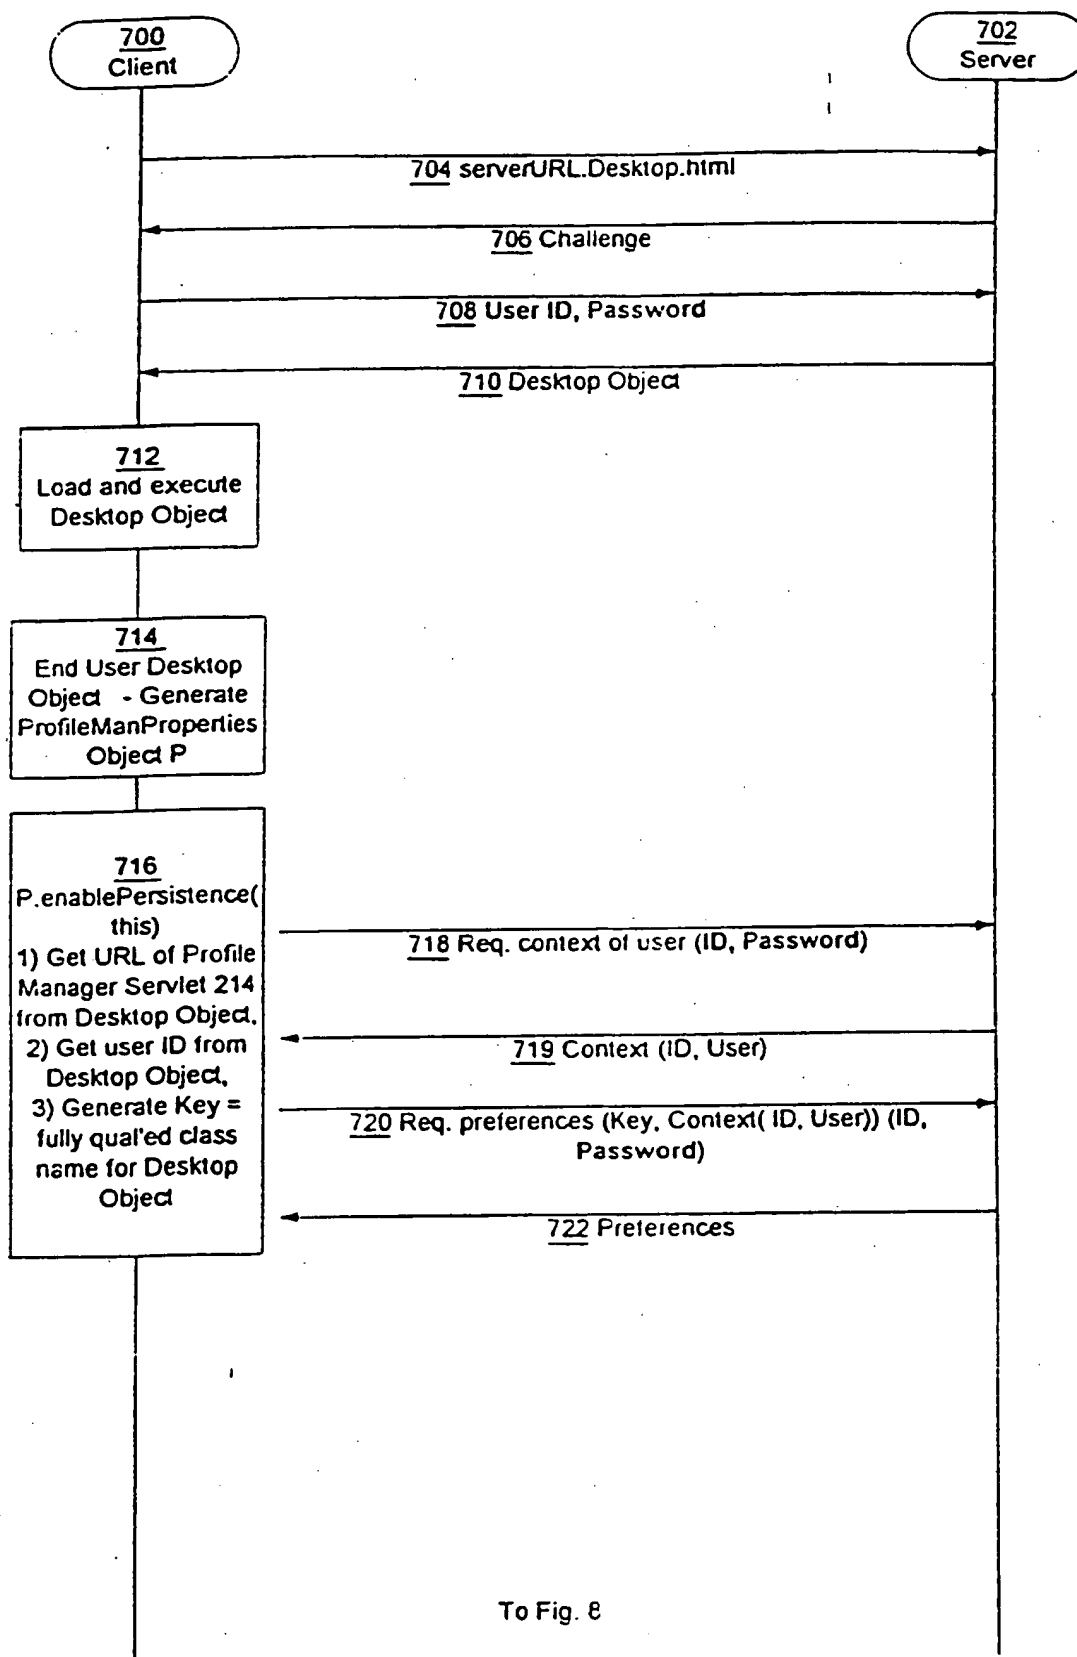 700
Client
702
Server
704 serverURL.Desktop.html
706 Challenge
708 User ID, Password
710 Desktop Object
712
Load and execute
Desktop Object
714
End User Desktop
Object - Generate
ProfileManProperties
Object P
716
P.enablePersistence(
this)
1) Get URL of Profile
Manager Servlet 214
from Desktop Object,
2) Get user ID from
Desktop Object,
3) Generate Key =
fully qual'ed class
name for Desktop
Object
718 Req. context of user (ID, Password)
719 Context (ID, User)
720 Req. preferences (Key, Context( ID, User)) (ID,
Password)
722 Preferences
To Fig. 8